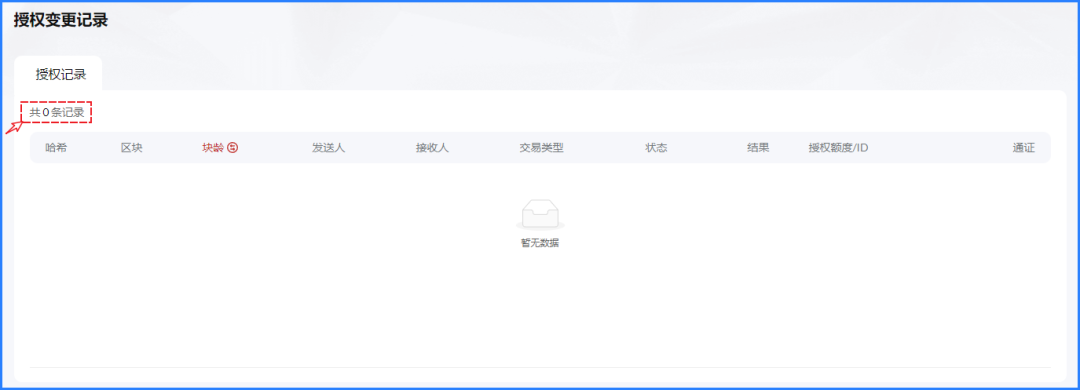 授权变更记录
授权记录
共 0 条记录
哈希 区块 块龄 发送人 接收人 交易类型 状态 结果 授权额度/ID 通证
暂无数据